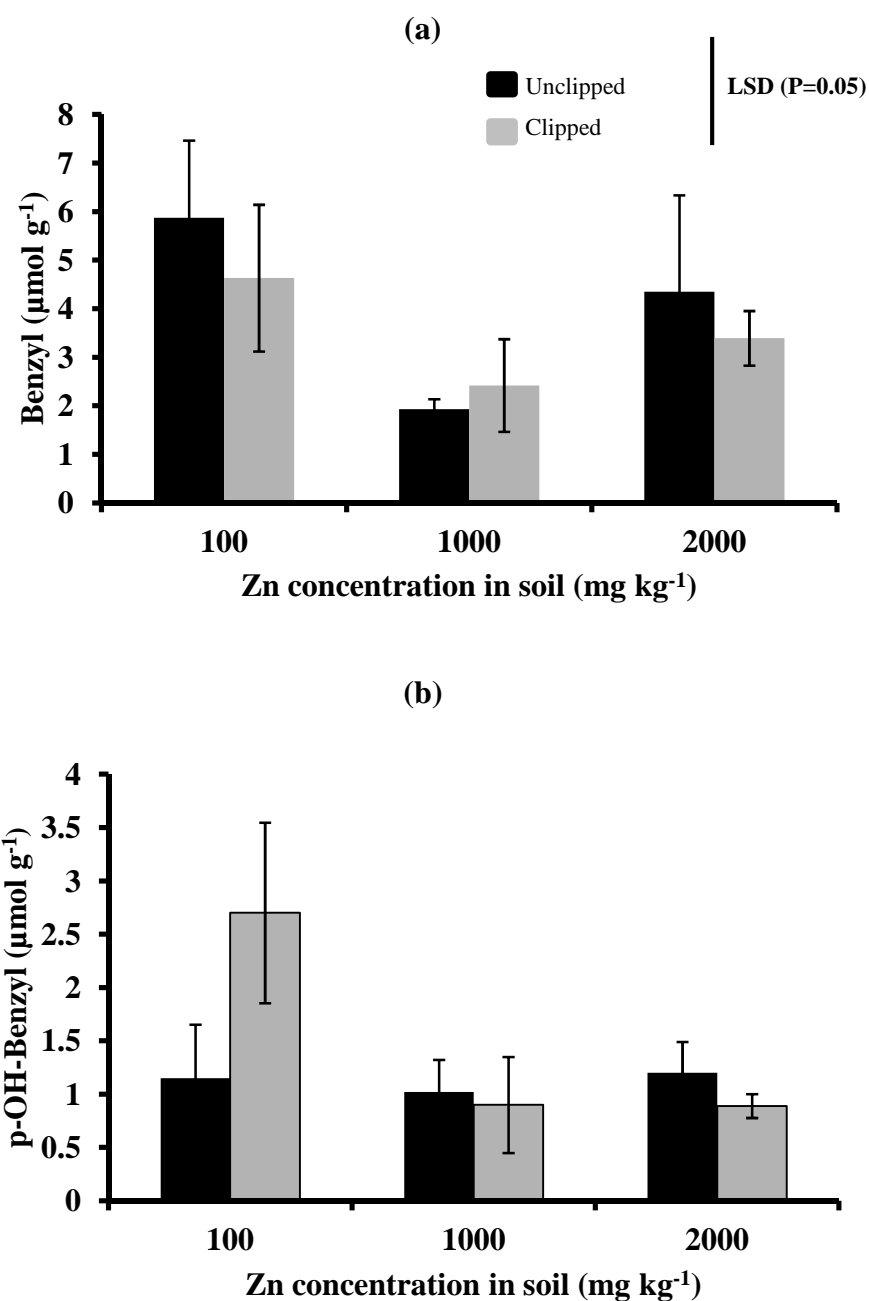 (a)
Unclipped
Clipped
LSD (P=0.05)
Benzyl (µmol g⁻¹)
8
7
6
5
4
3
2
1
0
100 1000 2000
Zn concentration in soil (mg kg⁻¹)
(b)
p-OH-Benzyl (µmol g⁻¹)
4
3.5
3
2.5
2
1.5
1
0.5
0
100 1000 2000
Zn concentration in soil (mg kg⁻¹)